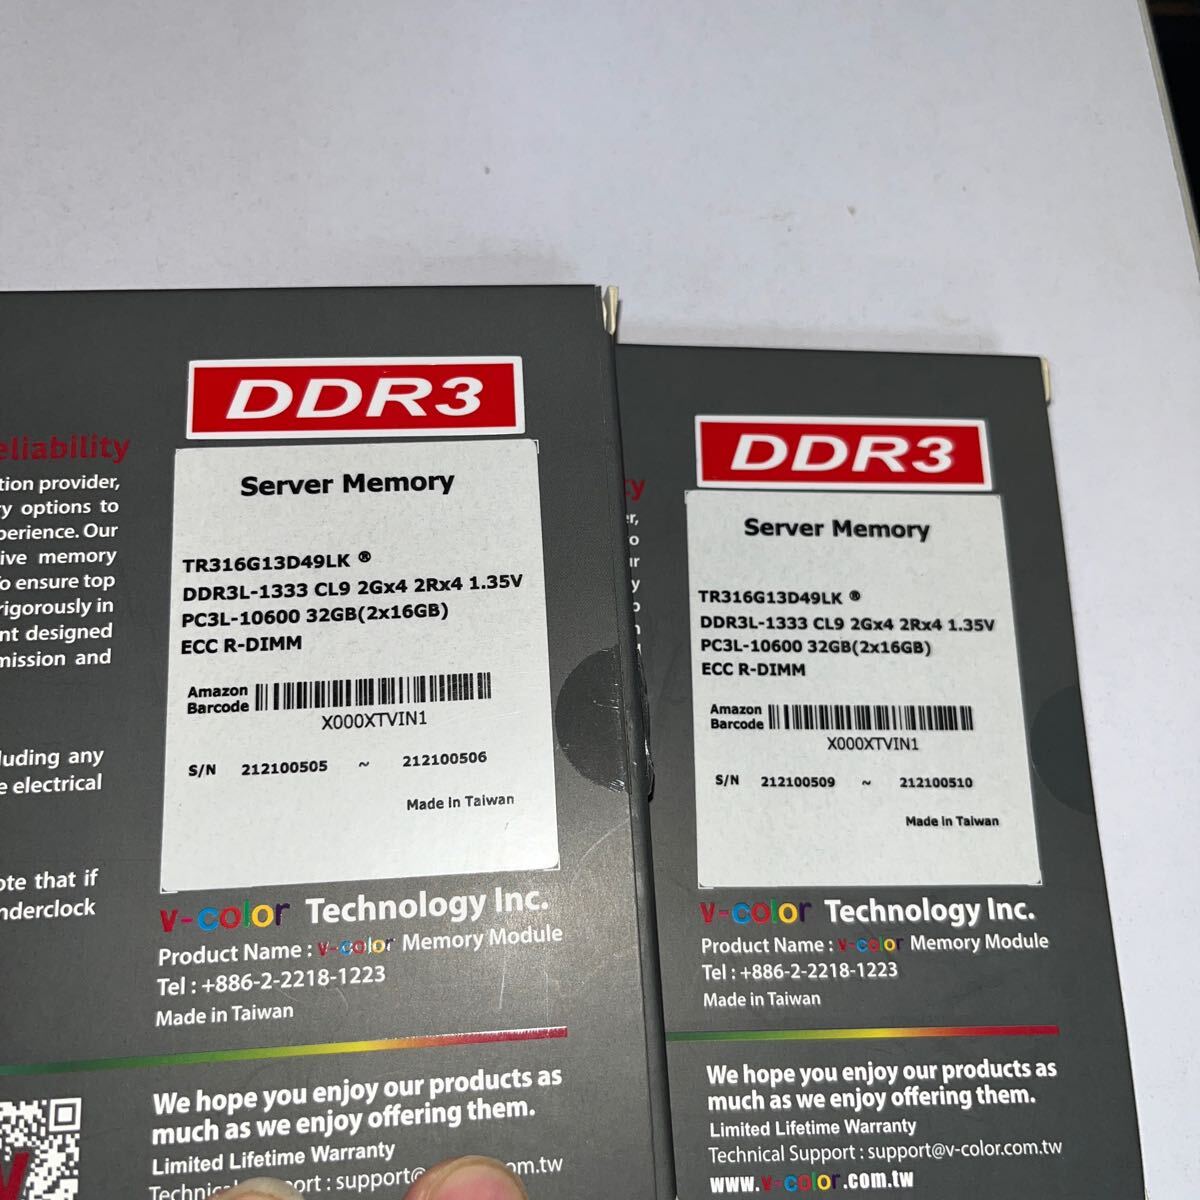 DDR3
Server Memory
TR316G13D49LK ®
DDR3L-1333 CL9 2Gx4 2Rx4 1.35V
PC3L-10600 32GB(2x16GB)
ECC R-DIMM
Amazon
Barcode
X000XTVIN1
S/N 212100505 ~ 212100506
Made in Taiwan
v-color Technology Inc.
Product Name : v-color Memory Module
Tel : +886-2-2218-1223
Made in Taiwan
We hope you enjoy our products as
much as we enjoy offering them.
Limited Lifetime Warranty
ort : support@
om.tw
eliability
tion provider,
ry options to
perience. Our
ive memory
To ensure top
rigorously in
nt designed
mission and
luding any
e electrical
ote that if
nderclock
DDR3
Server Memory
TR316G13D49LK ®
DDR3L-1333 CL9 2Gx4 2Rx4 1.35V
PC3L-10600 32GB(2x16GB)
ECC R-DIMM
Amazon
Barcode
X000XTVIN1
S/N 212100509 ~ 212100510
Made in Taiwan
v-color Technology Inc.
Product Name : v-color Memory Module
Tel : +886-2-2218-1223
Made in Taiwan
We hope you enjoy our products as
much as we enjoy offering them.
Limited Lifetime Warranty
Technical Support : support@v-color.com.tw
www.v-color.com.tw